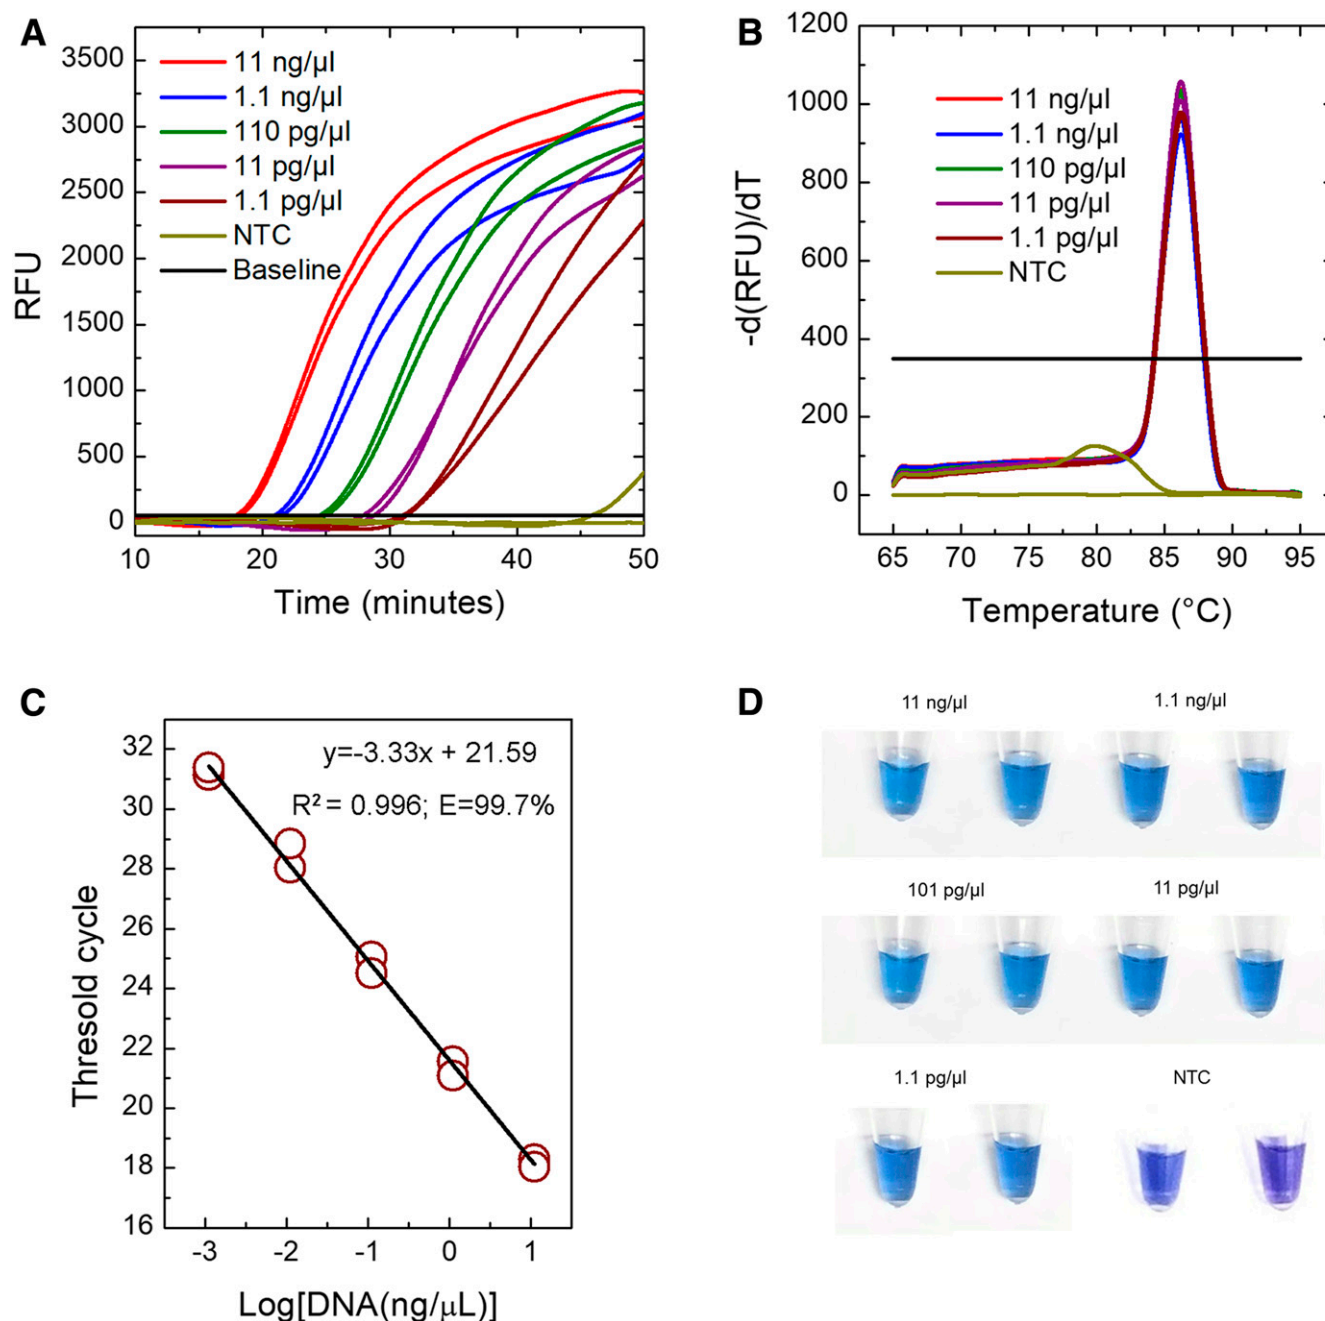 A
3500
3000
2500
2000
1500
1000
500
0
RFU
11 ng/µl
1.1 ng/µl
110 pg/µl
11 pg/µl
1.1 pg/µl
NTC
Baseline
10 20 30 40 50
Time (minutes)
B
1200
1000
800
600
400
200
0
-d(RFU)/dT
11 ng/µl
1.1 ng/µl
110 pg/µl
11 pg/µl
1.1 pg/µl
NTC
65 70 75 80 85 90 95
Temperature (°C)
C
32
30
28
26
24
22
20
18
16
Thresold cycle
y=-3.33x + 21.59
R² = 0.996; E=99.7%
-3 -2 -1 0 1
Log[DNA(ng/µL)]
D
11 ng/µl 1.1 ng/µl
101 pg/µl 11 pg/µl
1.1 pg/µl NTC